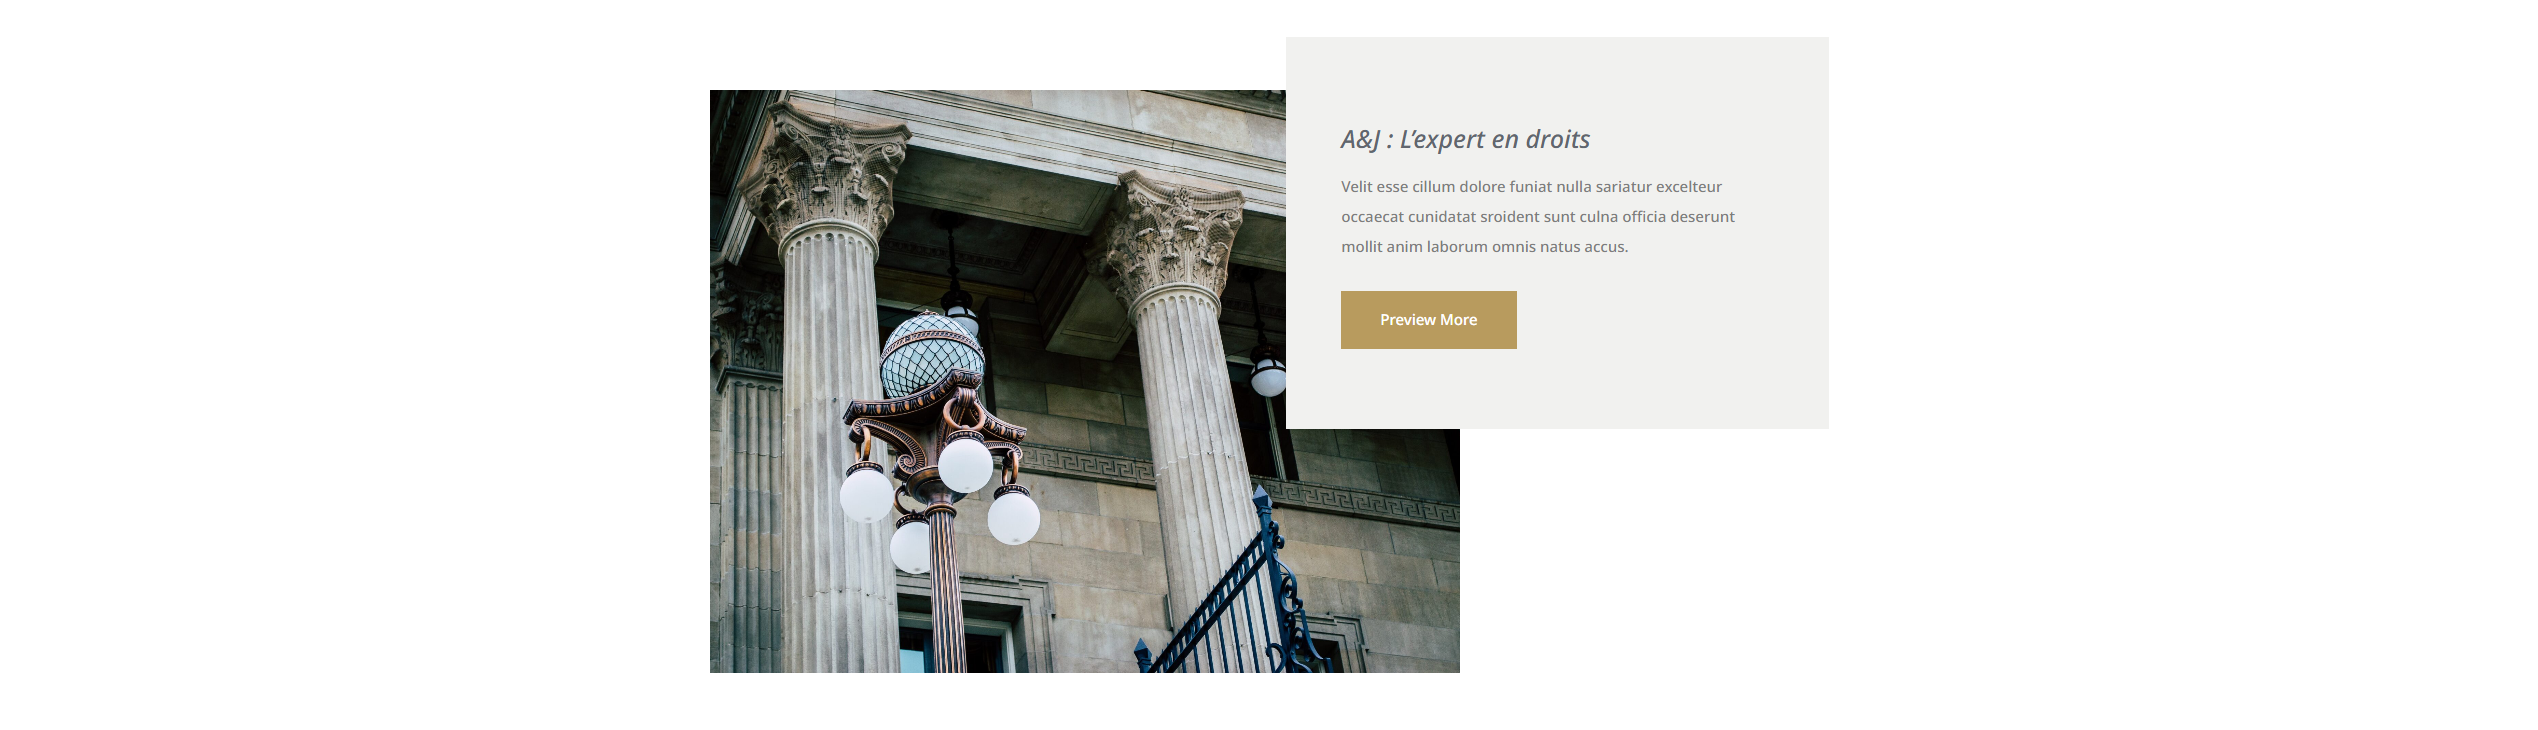 A&J : L’expert en droits
Velit esse cillum dolore funiat nulla sariatur excelteur
occaecat cunidatat sroident sunt culna officia deserunt
mollit anim laborum omnis natus accus.
Preview More